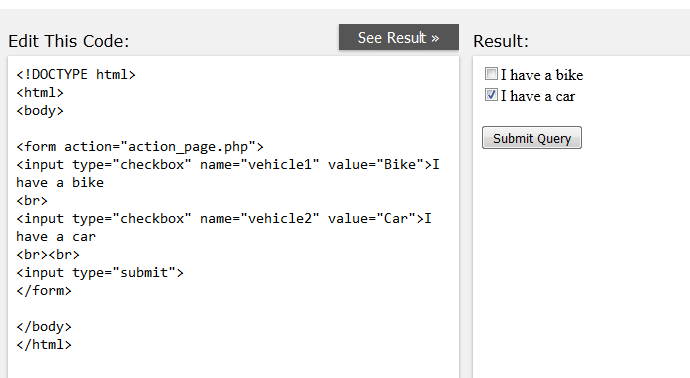 Edit This Code:
See Result »
Result:
<!DOCTYPE html>
<html>
<body>
<form action="action_page.php">
<input type="checkbox" name="vehicle1" value="Bike">I
have a bike
<br>
<input type="checkbox" name="vehicle2" value="Car">I
have a car
<br><br>
<input type="submit">
</form>
</body>
</html>
I have a bike
I have a car
Submit Query